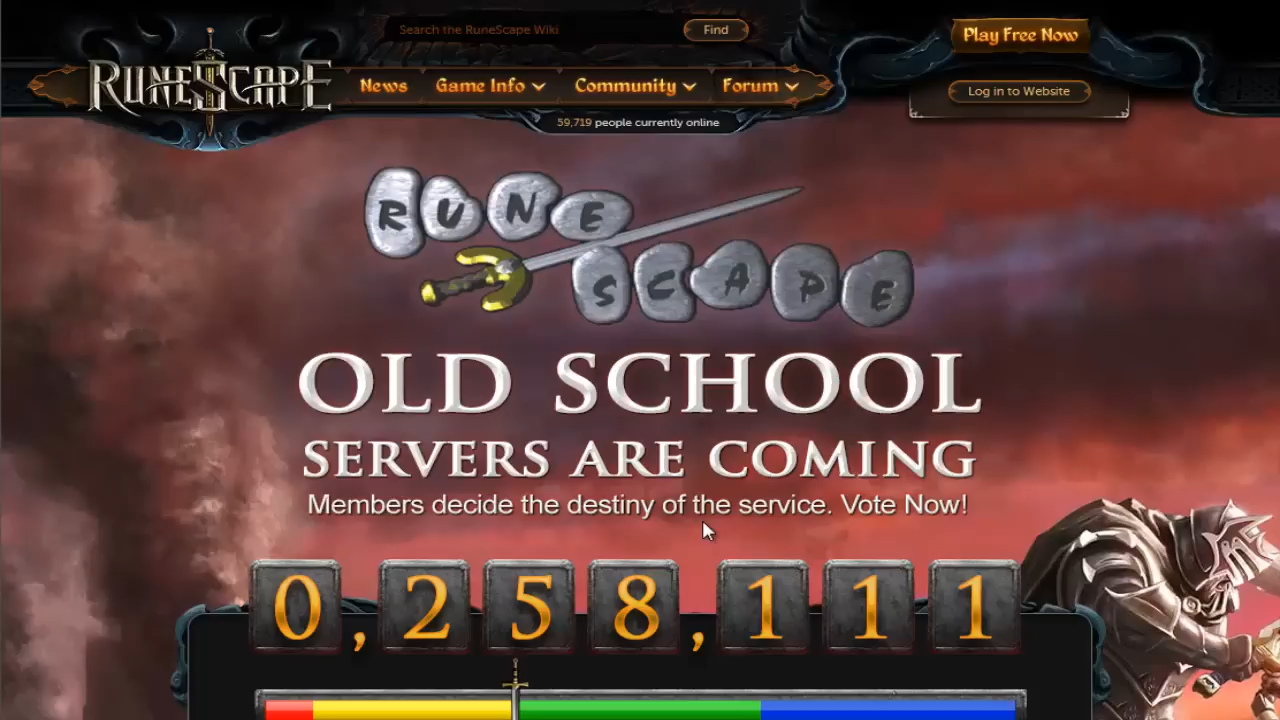 Search the RuneScape Wiki
Find
Play Free Now
RUNESCAPE
News
Game Info
Community
Forum
Log in to Website
59,719 people currently online
RUNE
SCAPE
OLD SCHOOL
SERVERS ARE COMING
Members decide the destiny of the service. Vote Now!
0,258,111